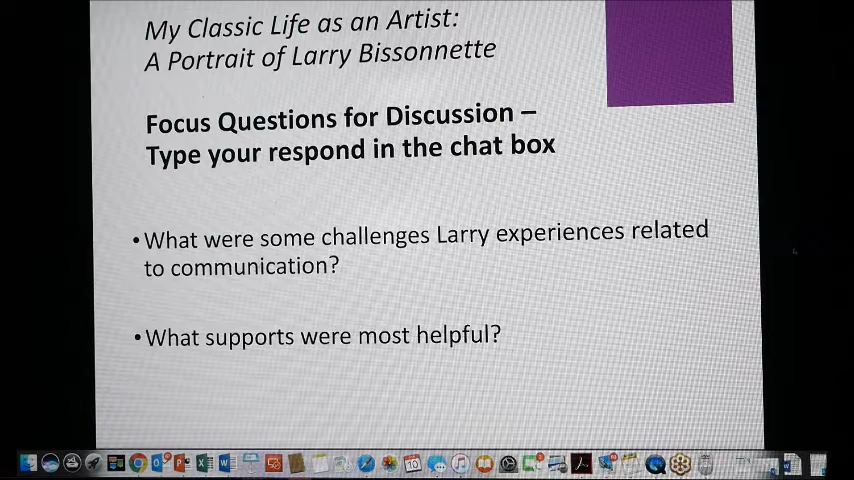 My Classic Life as an Artist:
A Portrait of Larry Bissonnette
Focus Questions for Discussion –
Type your respond in the chat box
• What were some challenges Larry experiences related
to communication?
• What supports were most helpful?